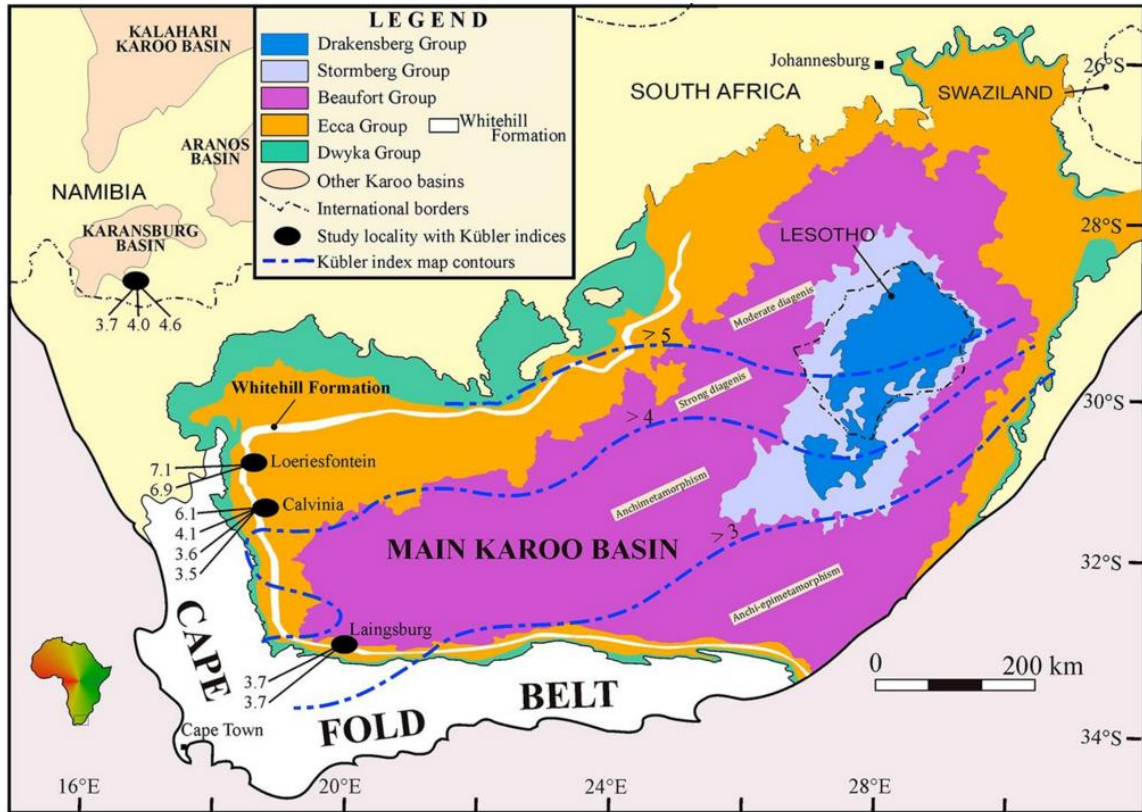 KALAHARI
KAROO BASIN
ARANOS
BASIN
NAMIBIA
KARANSBURG
BASIN
3.7 4.0 4.6
LEGEND
Drakensberg Group
Stormberg Group
Beaufort Group
Ecca Group
Whitehill
Formation
Dwyka Group
Other Karoo basins
International borders
Study locality with Kübler indices
Kübler index map contours
Johannesburg
26°S
SOUTH AFRICA
SWAZILAND
28°S
LESOTHO
Moderate diagenis
> 5
Whitehill Formation
Strong diagenis
> 4
30°S
Loeriesfontein
7.1
6.9
Calvinia
6.1
4.1
3.6
3.5
Anchimetamorphism
> 3
MAIN KAROO BASIN
32°S
Anchi-epimetamorphism
Laingsburg
3.7
3.7
0 200 km
CAPE
FOLD
BELT
Cape Town
34°S
16°E 20°E 24°E 28°E